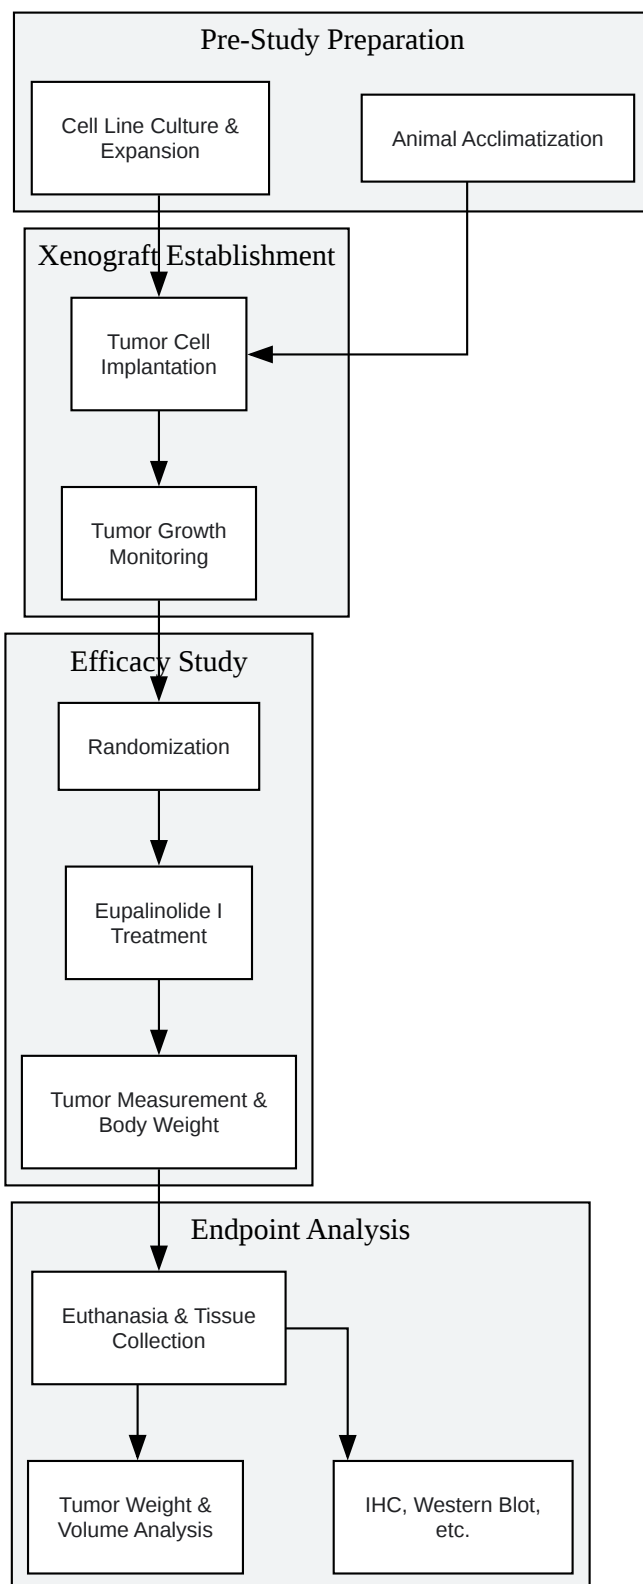 Pre-Study Preparation
Cell Line Culture &
Expansion
Animal Acclimatization
Xenograft Establishment
Tumor Cell
Implantation
Tumor Growth
Monitoring
Efficacy Study
Randomization
Eupalinolide I
Treatment
Tumor Measurement &
Body Weight
Endpoint Analysis
Euthanasia & Tissue
Collection
Tumor Weight &
Volume Analysis
IHC, Western Blot,
etc.